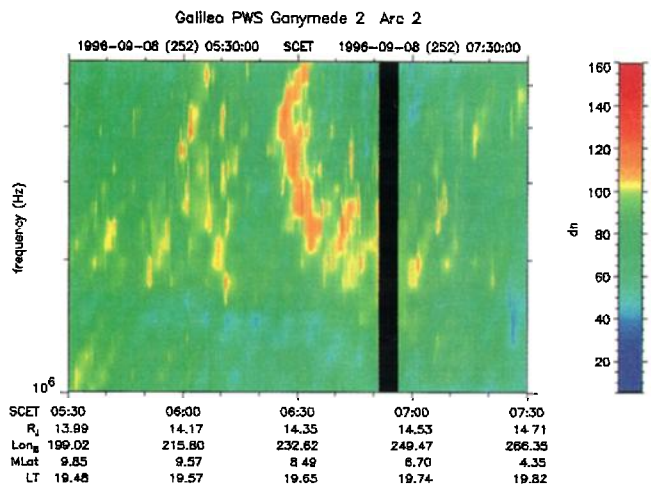 Galileo PWS Ganymede 2 Arc 2
1996-09-08 (252) 05:30:00 SCET 1996-09-08 (252) 07:30:00
160
140
120
100
80
60
40
20
dn
frequency (Hz)
10⁶
SCET 05:30 06:00 06:30 07:00 07:30
R_J 13.99 14.17 14.35 14.53 14.71
Lon_III 199.02 215.80 232.62 249.47 266.35
MLat 9.85 9.57 8.49 6.70 4.35
LT 19.48 19.57 19.65 19.74 19.82